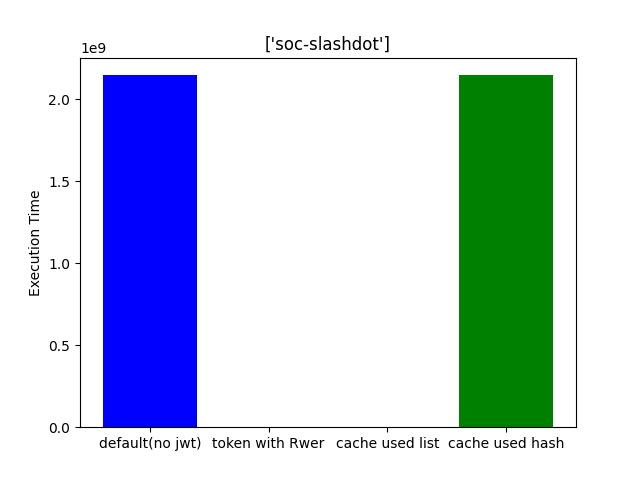 ['soc-slashdot']
1e9
2.0
1.5
1.0
0.5
0.0
Execution Time
default(no jwt) token with Rwer cache used list cache used hash